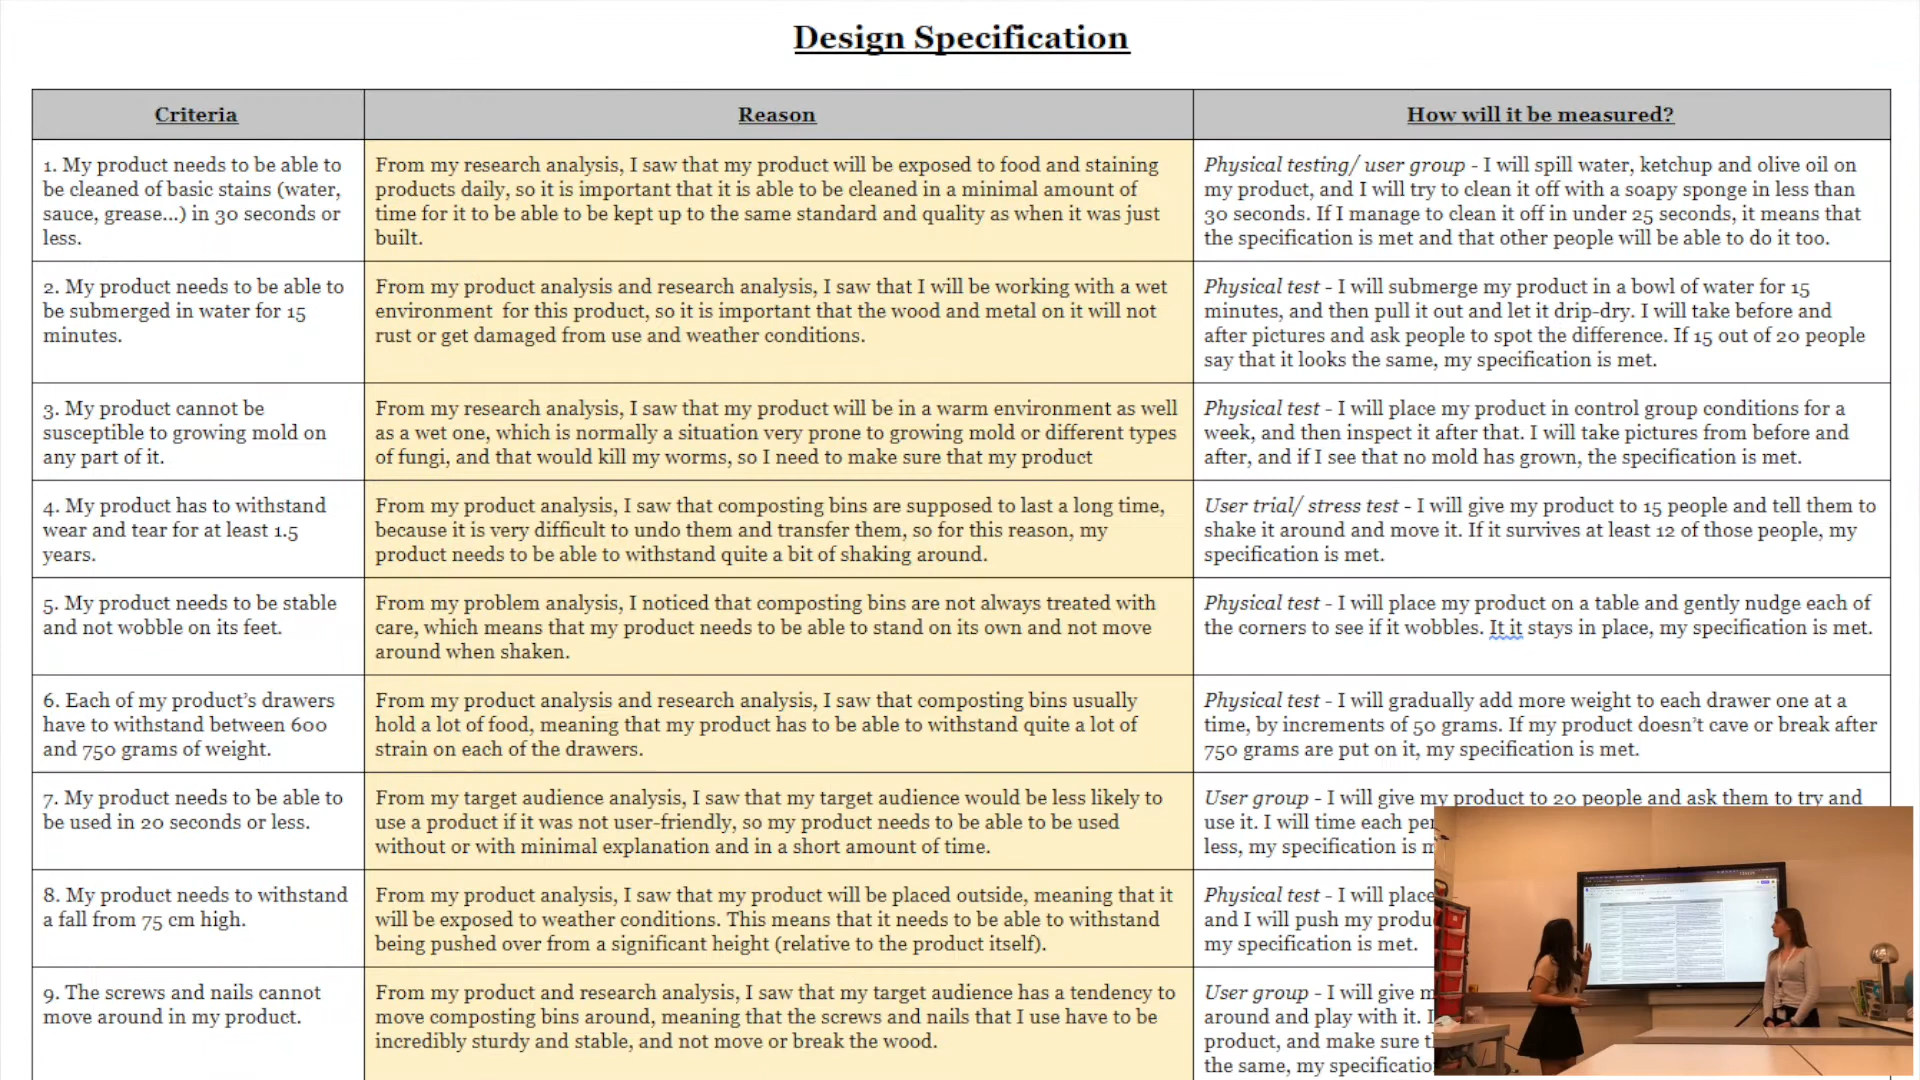 Design Specification
Criteria
Reason
How will it be measured?
1. My product needs to be able to
be cleaned of basic stains (water,
sauce, grease...) in 30 seconds or
less.
From my research analysis, I saw that my product will be exposed to food and staining
products daily, so it is important that it is able to be cleaned in a minimal amount of
time for it to be able to be kept up to the same standard and quality as when it was just
built.
Physical testing/ user group - I will spill water, ketchup and olive oil on
my product, and I will try to clean it off with a soapy sponge in less than
30 seconds. If I manage to clean it off in under 25 seconds, it means that
the specification is met and that other people will be able to do it too.
2. My product needs to be able to
be submerged in water for 15
minutes.
From my product analysis and research analysis, I saw that I will be working with a wet
environment for this product, so it is important that the wood and metal on it will not
rust or get damaged from use and weather conditions.
Physical test - I will submerge my product in a bowl of water for 15
minutes, and then pull it out and let it drip-dry. I will take before and
after pictures and ask people to spot the difference. If 15 out of 20 people
say that it looks the same, my specification is met.
3. My product cannot be
susceptible to growing mold on
any part of it.
From my research analysis, I saw that my product will be in a warm environment as well
as a wet one, which is normally a situation very prone to growing mold or different types
of fungi, and that would kill my worms, so I need to make sure that my product
Physical test - I will place my product in control group conditions for a
week, and then inspect it after that. I will take pictures from before and
after, and if I see that no mold has grown, the specification is met.
4. My product has to withstand
wear and tear for at least 1.5
years.
From my product analysis, I saw that composting bins are supposed to last a long time,
because it is very difficult to undo them and transfer them, so for this reason, my
product needs to be able to withstand quite a bit of shaking around.
User trial/ stress test - I will give my product to 15 people and tell them to
shake it around and move it. If it survives at least 12 of those people, my
specification is met.
5. My product needs to be stable
and not wobble on its feet.
From my problem analysis, I noticed that composting bins are not always treated with
care, which means that my product needs to be able to stand on its own and not move
around when shaken.
Physical test - I will place my product on a table and gently nudge each of
the corners to see if it wobbles. It it stays in place, my specification is met.
6. Each of my product's drawers
have to withstand between 600
and 750 grams of weight.
From my product analysis and research analysis, I saw that composting bins usually
hold a lot of food, meaning that my product has to be able to withstand quite a lot of
strain on each of the drawers.
Physical test - I will gradually add more weight to each drawer one at a
time, by increments of 50 grams. If my product doesn't cave or break after
750 grams are put on it, my specification is met.
7. My product needs to be able to
be used in 20 seconds or less.
From my target audience analysis, I saw that my target audience would be less likely to
use a product if it was not user-friendly, so my product needs to be able to be used
without or with minimal explanation and in a short amount of time.
User group - I will give my product to 20 people and ask them to try and
use it. I will time each
less, my specification is
8. My product needs to withstand
a fall from 75 cm high.
From my product analysis, I saw that my product will be placed outside, meaning that it
will be exposed to weather conditions. This means that it needs to be able to withstand
being pushed over from a significant height (relative to the product itself).
Physical test - I will place
and I will push my
my specification is met.
9. The screws and nails cannot
move around in my product.
From my product and research analysis, I saw that my target audience has a tendency to
move composting bins around, meaning that the screws and nails that I use have to be
incredibly sturdy and stable, and not move or break the wood.
User group - I will give
around and play with it.
product, and make sure
the same, my